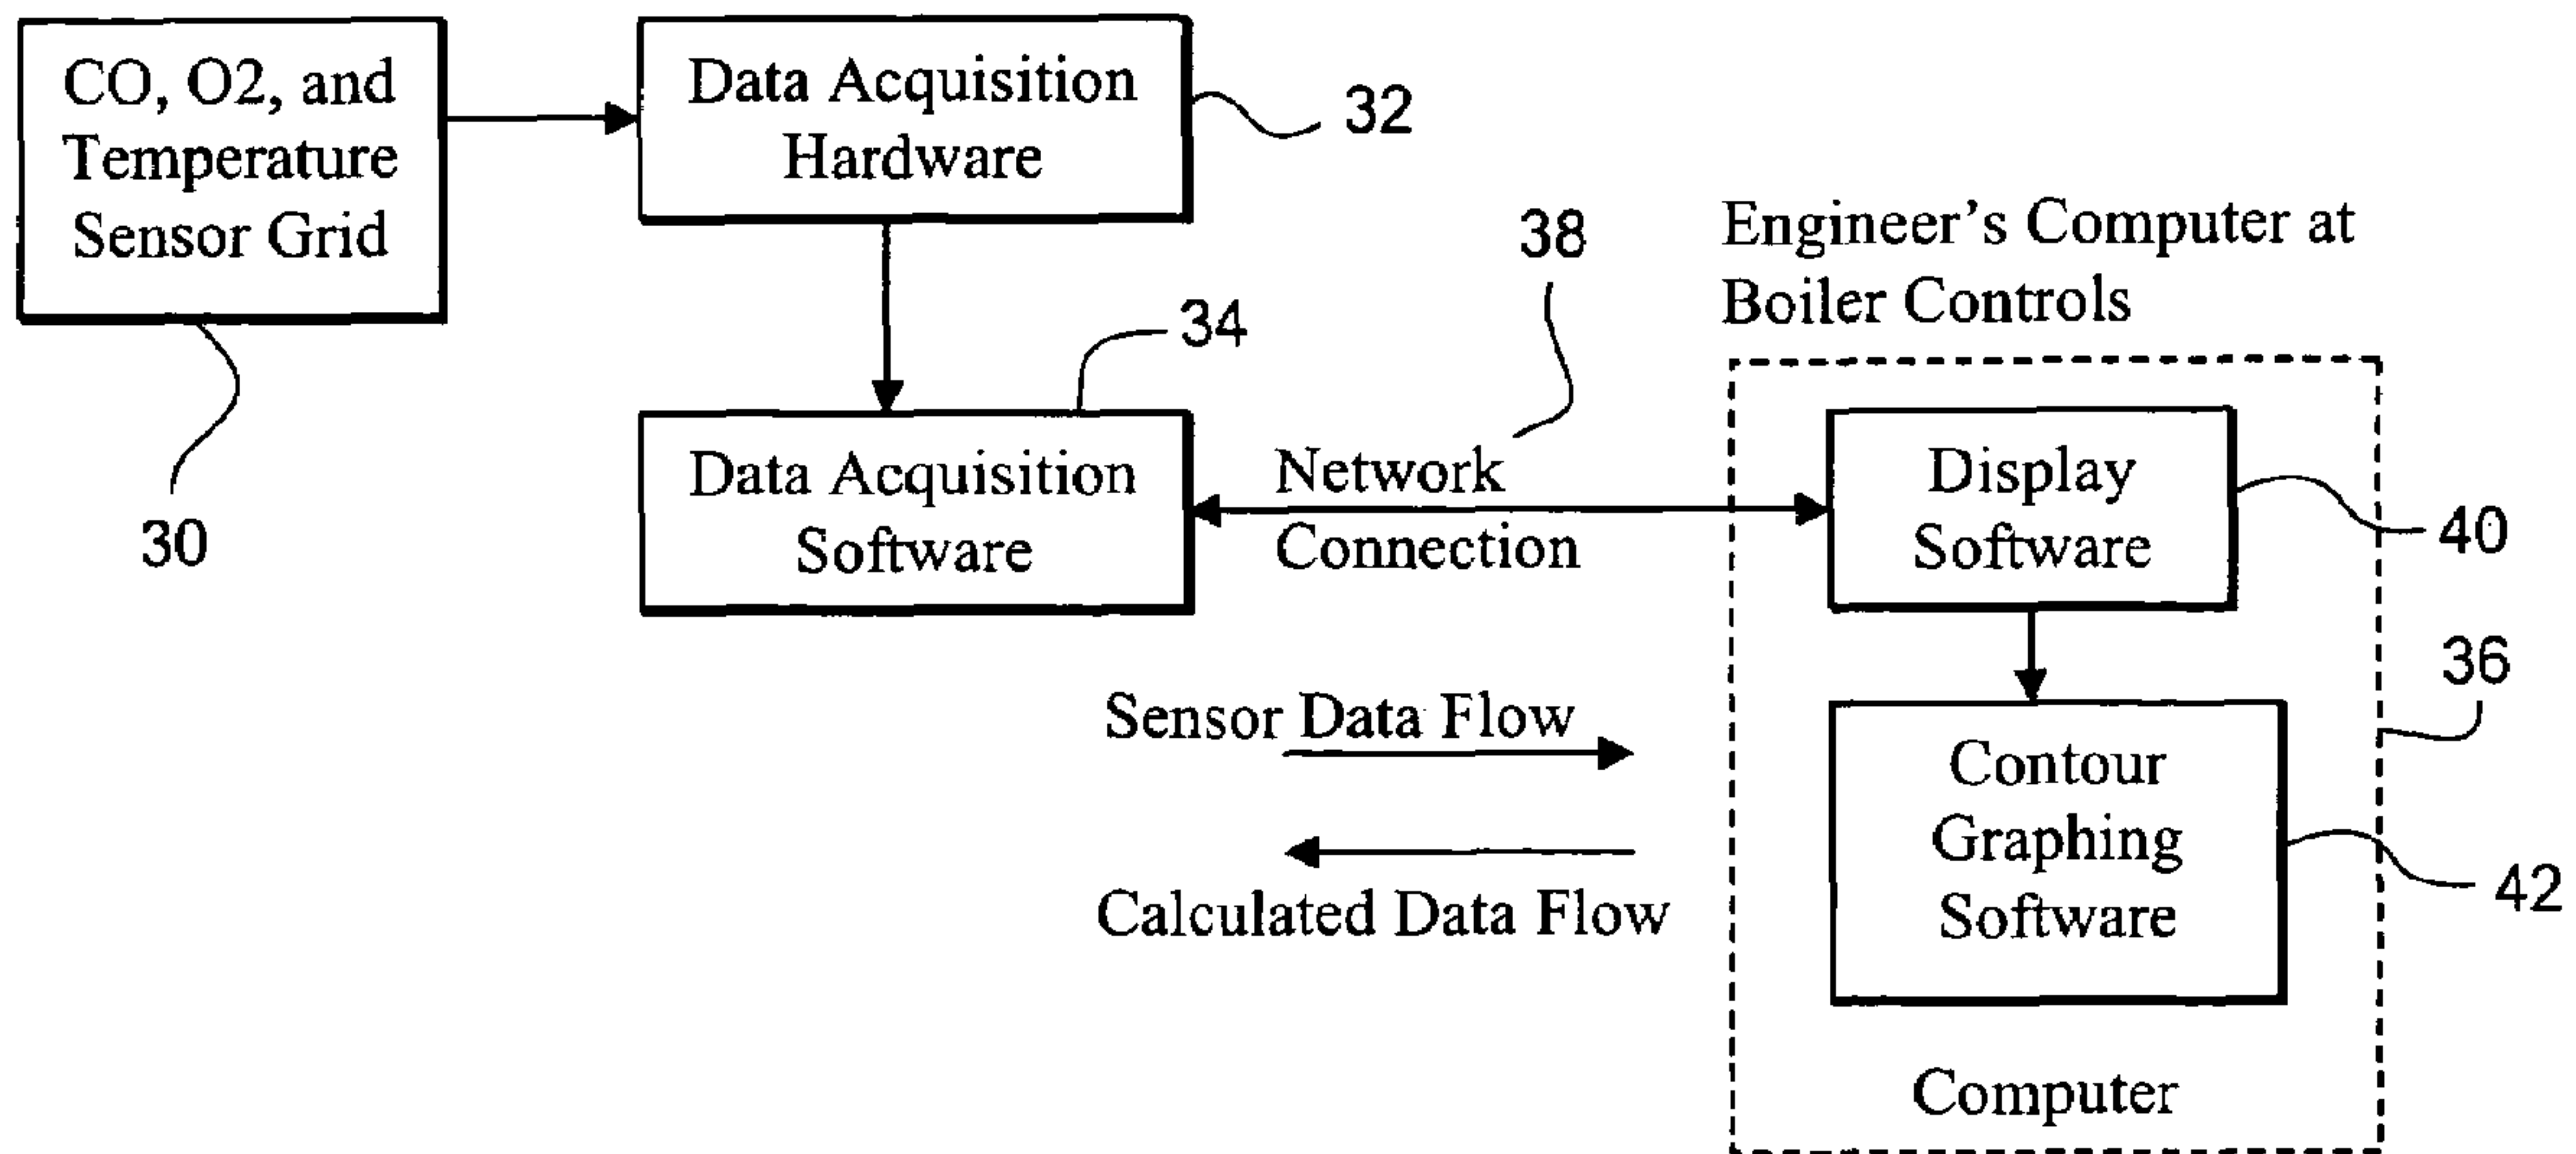 CO, O2, and
Temperature
Sensor Grid
30
Data Acquisition
Hardware
32
Data Acquisition
Software
34
Network
Connection
38
Engineer’s Computer at
Boiler Controls
Display
Software
40
36
Contour
Graphing
Software
42
Computer
Sensor Data Flow
Calculated Data Flow